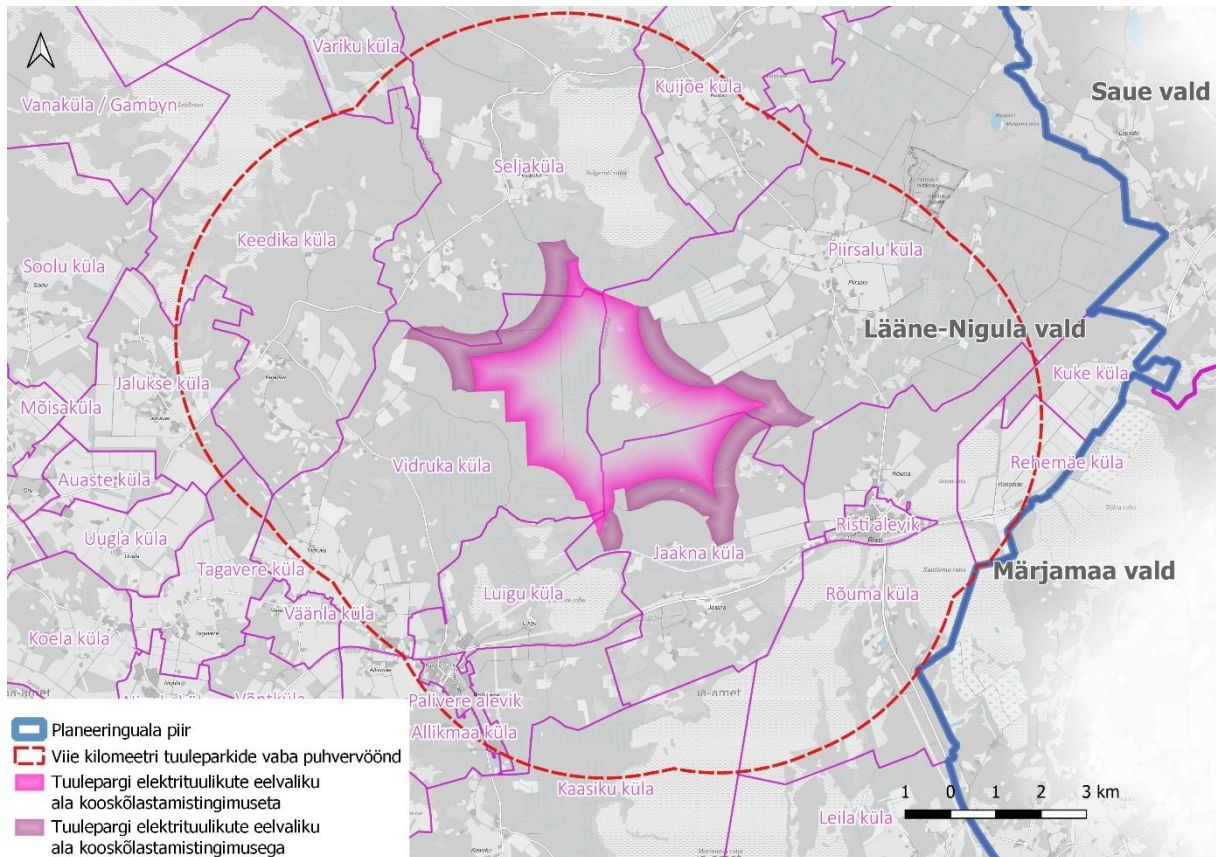 Variku küla
Kuijõe küla
Saue vald
Vanaküla / Gambyn
Seljaküla
Keedika küla
Piirsalu küla
Soolu küla
Piirsalu
Lääne-Nigula vald
Kuke küla
Jalukse küla
Mõisaküla
Vidruka küla
Rehemäe küla
Auaste küla
Risti alevik
Risti
Uugla küla
Jaakna küla
Tagavere küla
Märjamaa vald
Luigu küla
Rõuma küla
Väänla küla
Koela küla
Võntküla
Palivere alevik
Allikmaa küla
Kaasiku küla
Leila küla
Planeeringuala piir
Viie kilomeetri tuuleparkide vaba puhvervöönd
Tuulepargi elektrituulikute eelvaliku
ala kooskõlastamistingimuseta
Tuulepargi elektrituulikute eelvaliku
ala kooskõlastamistingimusega
1 0 1 2 3 km